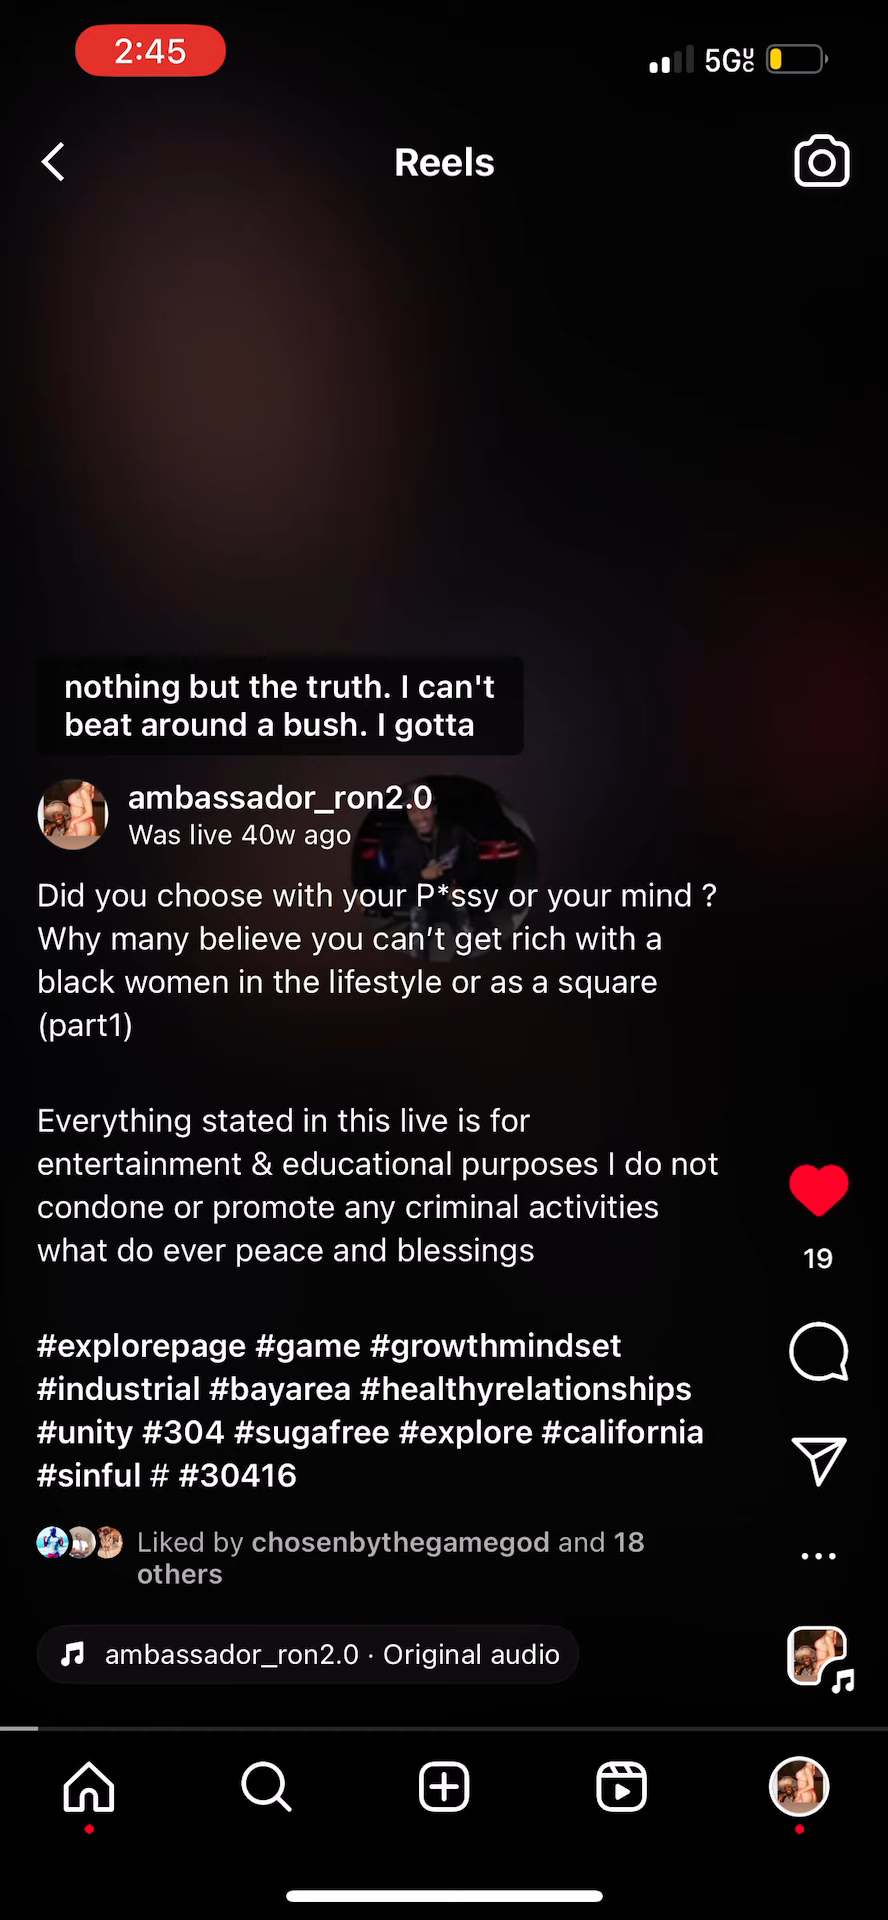 2:45
5GUC
Reels
nothing but the truth. I can't
beat around a bush. I gotta
ambassador_ron2.0
Was live 40w ago
Did you choose with your P*ssy or your mind ?
Why many believe you can’t get rich with a
black women in the lifestyle or as a square
(part1)
Everything stated in this live is for
entertainment & educational purposes I do not
condone or promote any criminal activities
what do ever peace and blessings
#explorepage #game #growthmindset
#industrial #bayarea #healthyrelationships
#unity #304 #sugafree #explore #california
#sinful # #30416
19
Liked by chosenbythegamegod and 18
others
ambassador_ron2.0 · Original audio